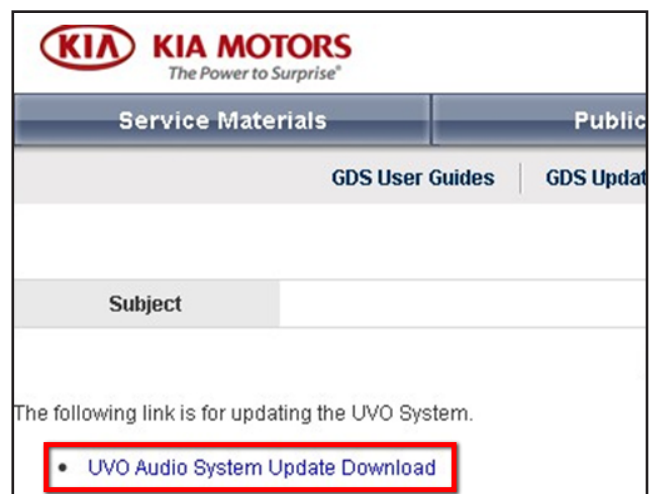 KIA KIA MOTORS
The Power to Surprise®
Service Materials
GDS User Guides
Subject
The following link is for updating the UVO System.
• UVO Audio System Update Download